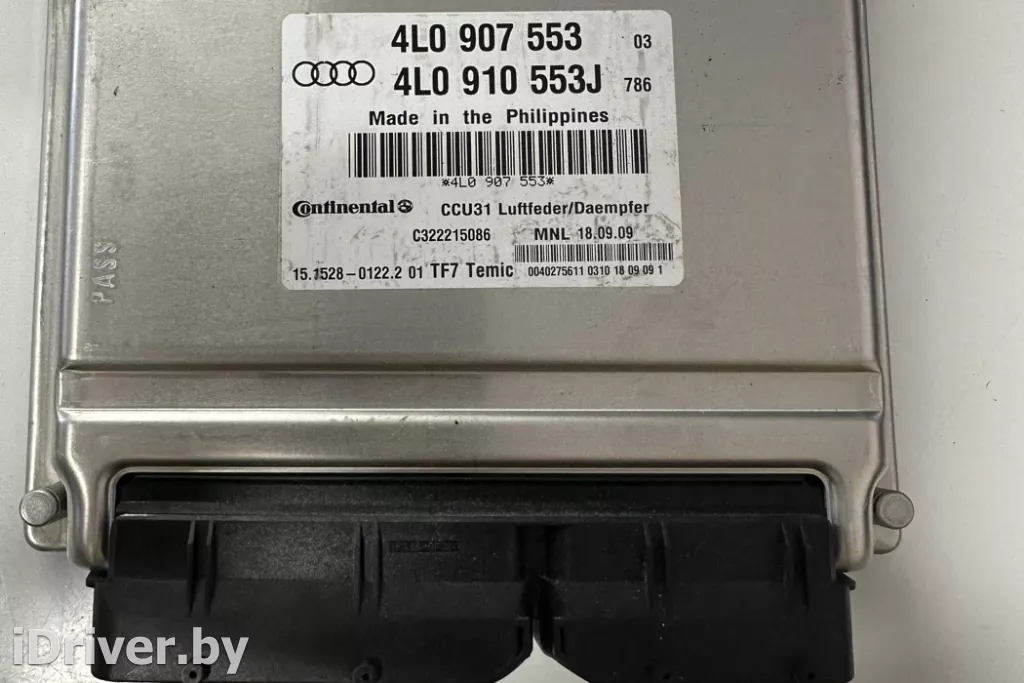 4L0 907 553 03
4L0 910 553J 786
Made in the Philippines
*4L0 907 553*
Continental CCU31 Luftfeder/Daempfer
C322215086 MNL 18.09.09
15.1528-0122.2 01 TF7 Temic 0040275611 0310 18 09 09 1
PASS
iDriver.by